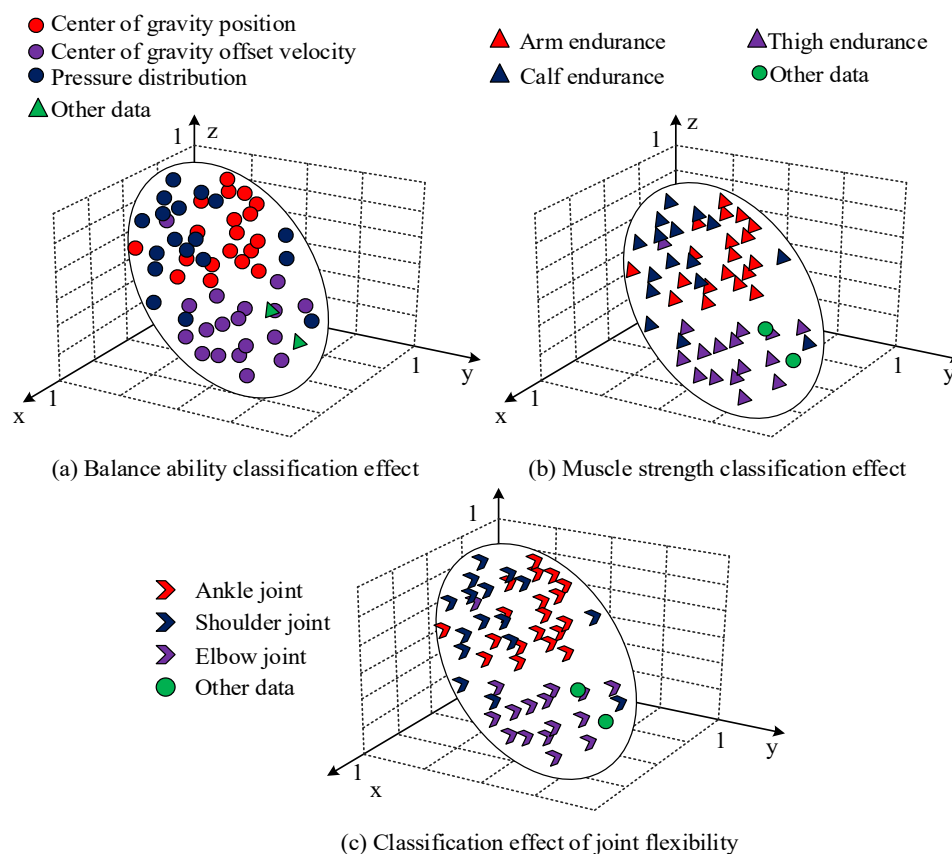 Center of gravity position
Center of gravity offset velocity
Pressure distribution
Other data
1
z
1
y
x
1
(a) Balance ability classification effect
Arm endurance
Thigh endurance
Calf endurance
Other data
1
z
1
y
x
1
(b) Muscle strength classification effect
Ankle joint
Shoulder joint
Elbow joint
Other data
1
1
y
1
x
(c) Classification effect of joint flexibility